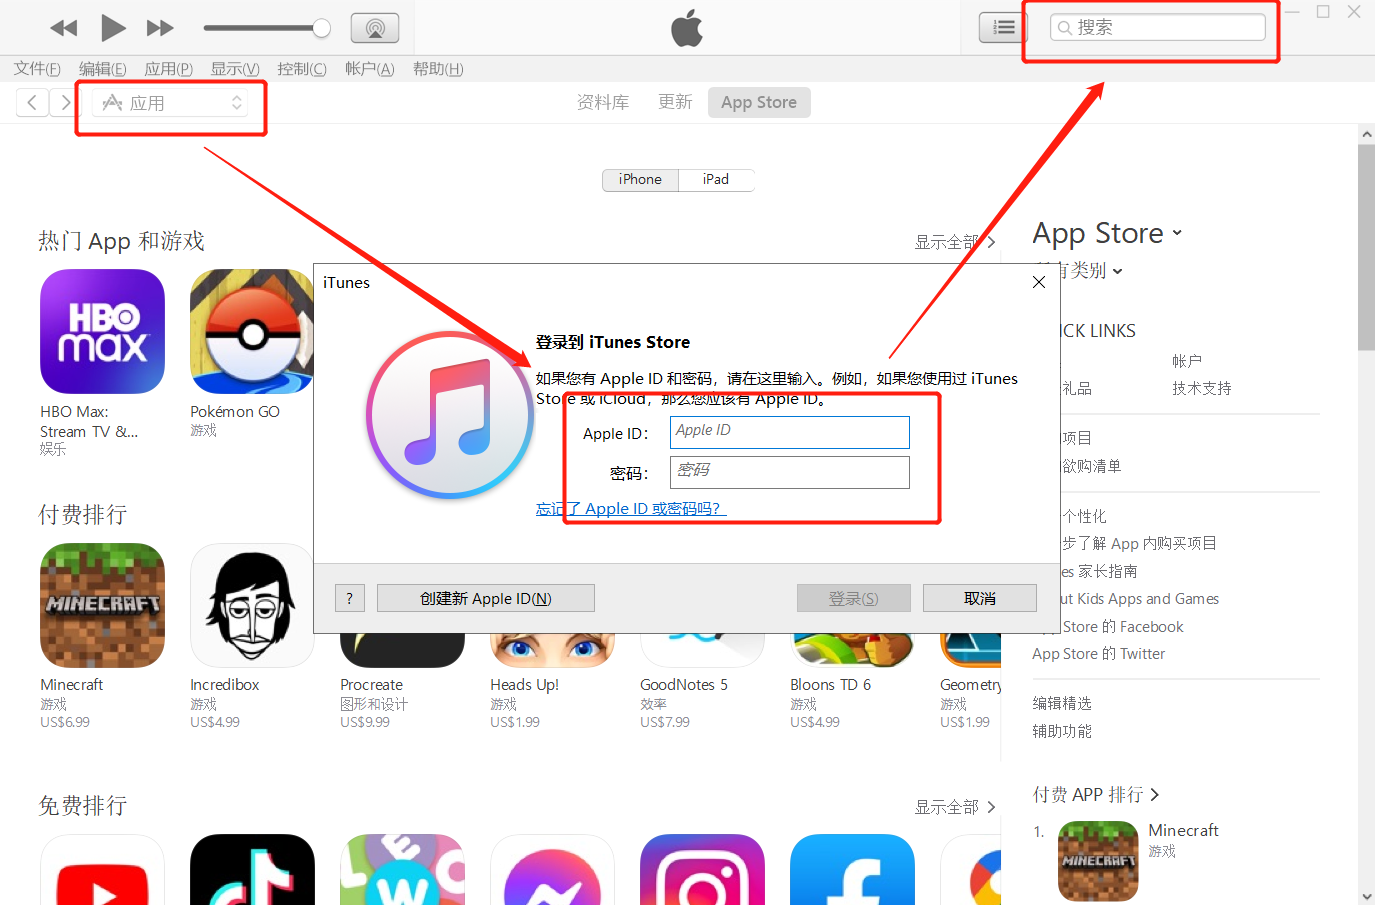 搜索
文件(F) 编辑(E) 应用(P) 显示(V) 控制(C) 帐户(A) 帮助(H)
应用
资料库 更新 App Store
iPhone iPad
热门 App 和游戏 显示全部
App Store
有类别
HBO
max
HBO Max:
Stream TV &...
娱乐
Pokémon GO
游戏
iTunes
登录到 iTunes Store
如果您有 Apple ID 和密码，请在这里输入。例如，如果您使用过 iTunes
Store 或 iCloud，那么您应该有 Apple ID。
Apple ID： Apple ID
密码： 密码
忘记了 Apple ID 或密码吗?
? 创建新 Apple ID(N) 登录(S) 取消
ICK LINKS
帐户
礼品 技术支持
项目
欲购清单
个性化
步了解 App 内购买项目
es 家长指南
ut Kids Apps and Games
Store 的 Facebook
App Store 的 Twitter
编辑精选
辅助功能
付费排行
MINECRAFT
Minecraft
游戏
US$6.99
Incredibox
游戏
US$4.99
Procreate
图形和设计
US$9.99
Heads Up!
游戏
US$1.99
GoodNotes 5
效率
US$7.99
Bloons TD 6
游戏
US$4.99
Geometry
游戏
US$1.99
免费排行 显示全部
付费 APP 排行
1. Minecraft
游戏
MINECRAFT
L E G
W